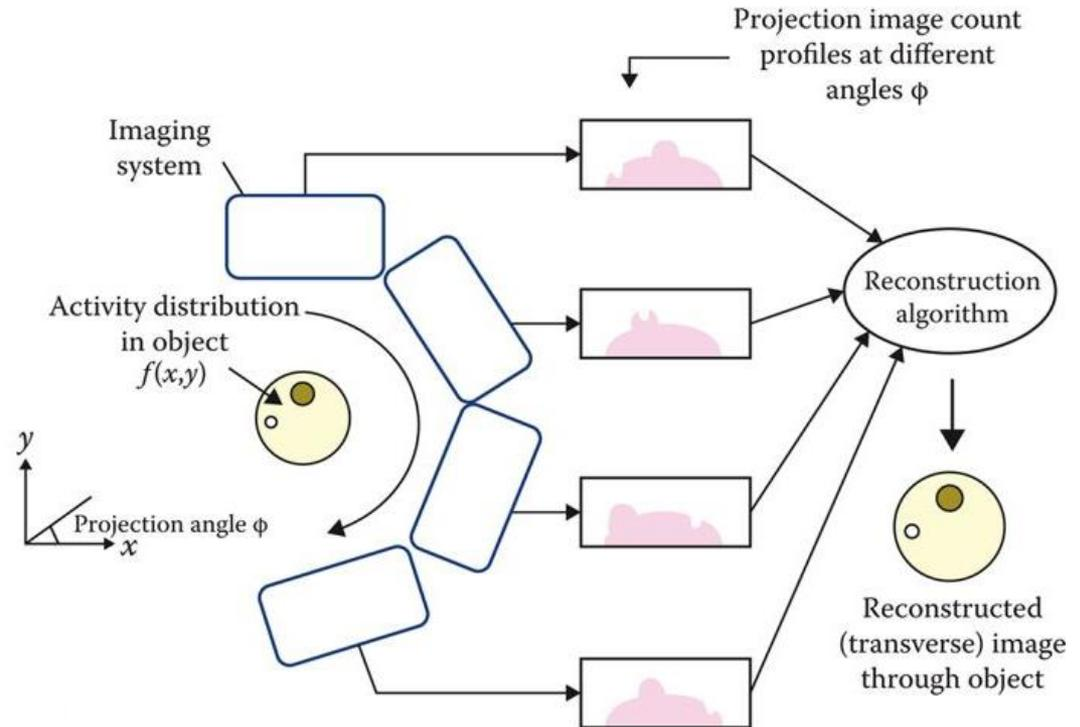 Projection image count
profiles at different
angles ϕ
Imaging
system
Activity distribution
in object
f(x,y)
Reconstruction
algorithm
y
Projection angle ϕ
x
Reconstructed
(transverse) image
through object